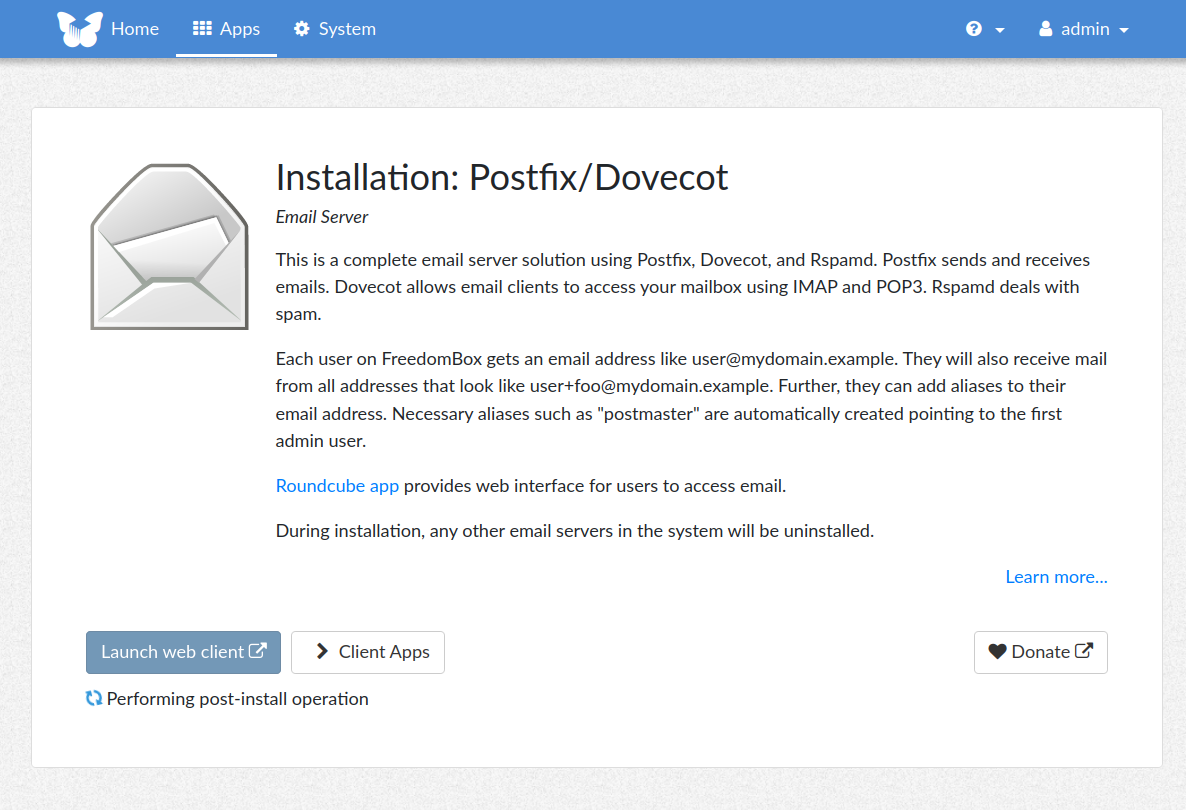 Home Apps System admin
Installation: Postfix/Dovecot
Email Server
This is a complete email server solution using Postfix, Dovecot, and Rspamd. Postfix sends and receives
emails. Dovecot allows email clients to access your mailbox using IMAP and POP3. Rspamd deals with
spam.
Each user on FreedomBox gets an email address like user@mydomain.example. They will also receive mail
from all addresses that look like user+foo@mydomain.example. Further, they can add aliases to their
email address. Necessary aliases such as "postmaster" are automatically created pointing to the first
admin user.
Roundcube app provides web interface for users to access email.
During installation, any other email servers in the system will be uninstalled.
Learn more...
Launch web client Client Apps Donate
Performing post-install operation